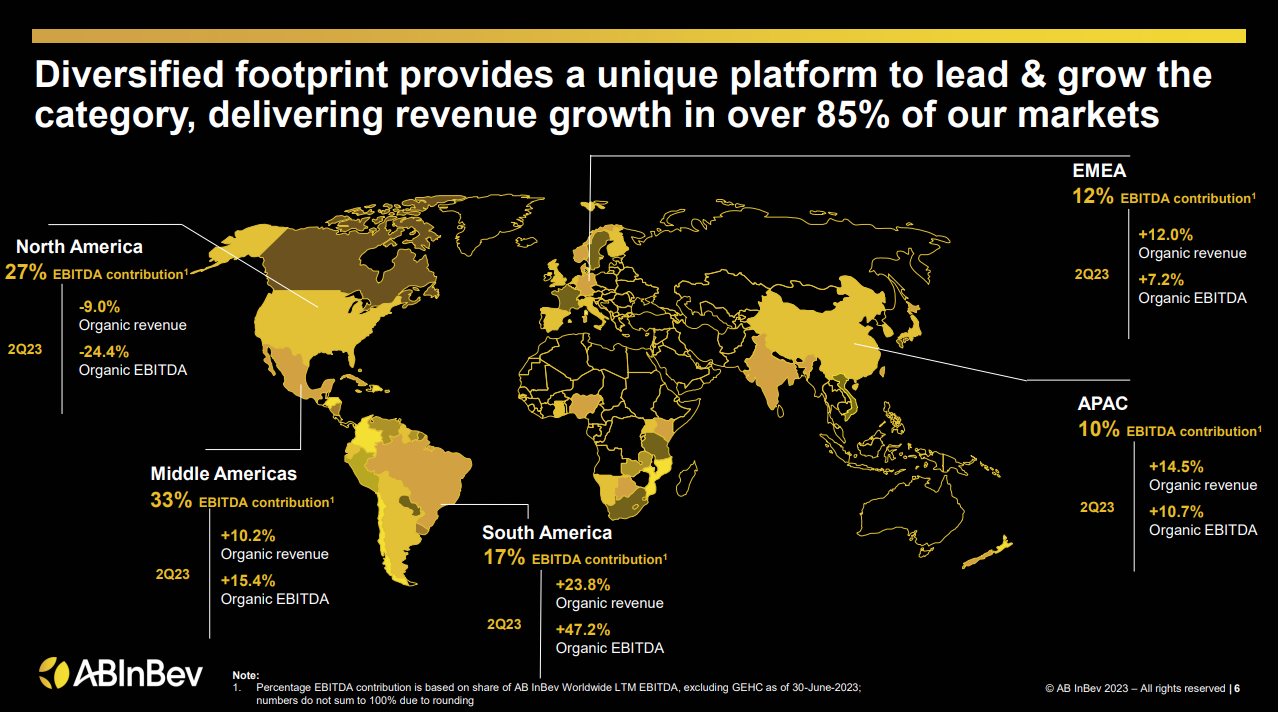 Diversified footprint provides a unique platform to lead & grow the
category, delivering revenue growth in over 85% of our markets
North America
27% EBITDA contribution¹
2Q23
-9.0%
Organic revenue
-24.4%
Organic EBITDA
Middle Americas
33% EBITDA contribution¹
2Q23
+10.2%
Organic revenue
+15.4%
Organic EBITDA
South America
17% EBITDA contribution¹
2Q23
+23.8%
Organic revenue
+47.2%
Organic EBITDA
EMEA
12% EBITDA contribution¹
2Q23
+12.0%
Organic revenue
+7.2%
Organic EBITDA
APAC
10% EBITDA contribution¹
2Q23
+14.5%
Organic revenue
+10.7%
Organic EBITDA
ABInBev
Note:
1. Percentage EBITDA contribution is based on share of AB InBev Worldwide LTM EBITDA, excluding GEHC as of 30-June-2023;
numbers do not sum to 100% due to rounding
© AB InBev 2023 – All rights reserved | 6